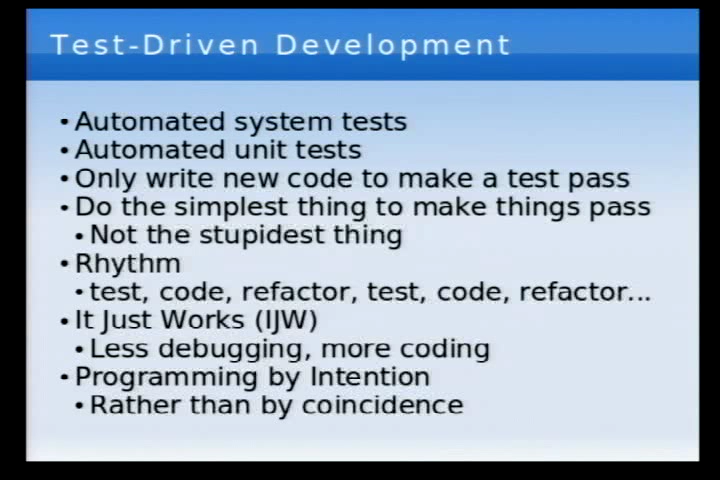 Test-Driven Development
• Automated system tests
• Automated unit tests
• Only write new code to make a test pass
• Do the simplest thing to make things pass
• Not the stupidest thing
• Rhythm
• test, code, refactor, test, code, refactor...
• It Just Works (IJW)
• Less debugging, more coding
• Programming by Intention
• Rather than by coincidence